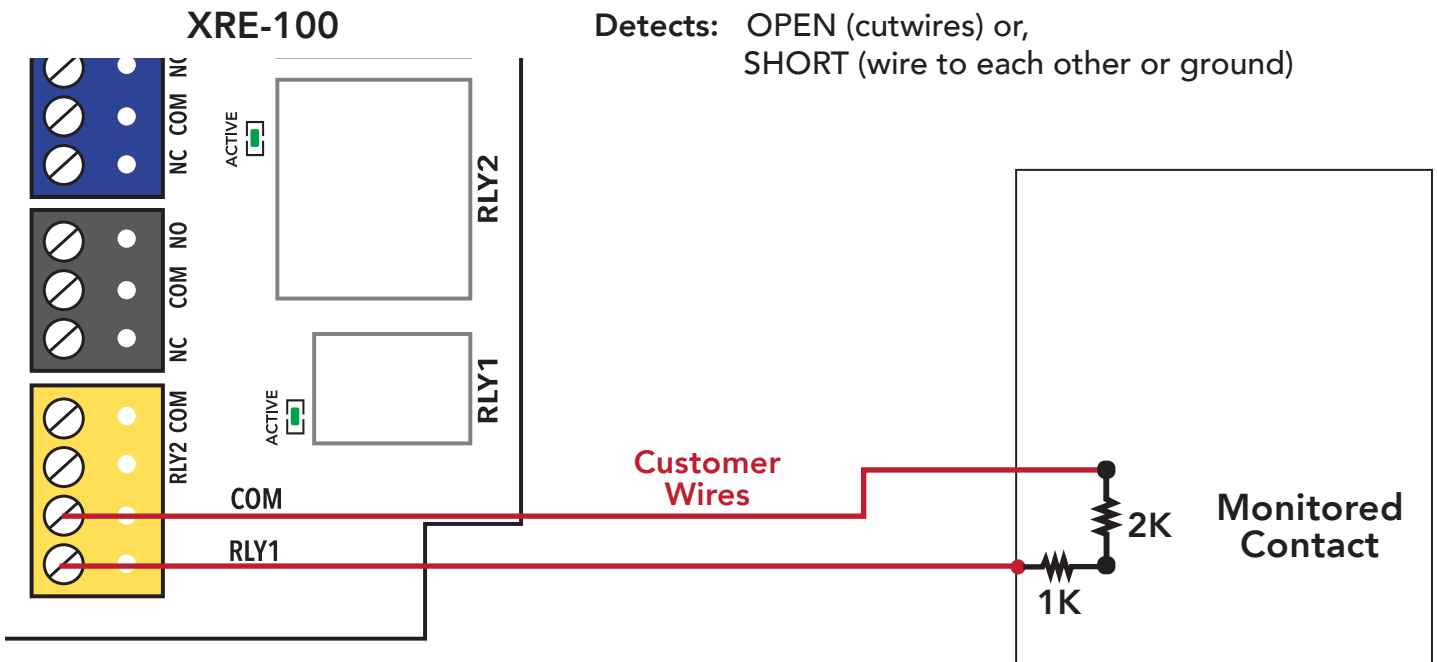 XRE-100
Detects: OPEN (cutwires) or,
SHORT (wire to each other or ground)
NC
COM
NC
ACTIVE
RLY2
NO
COM
NC
ACTIVE
RLY1
COM
RLY2
COM
RLY1
Customer
Wires
2K
1K
Monitored
Contact